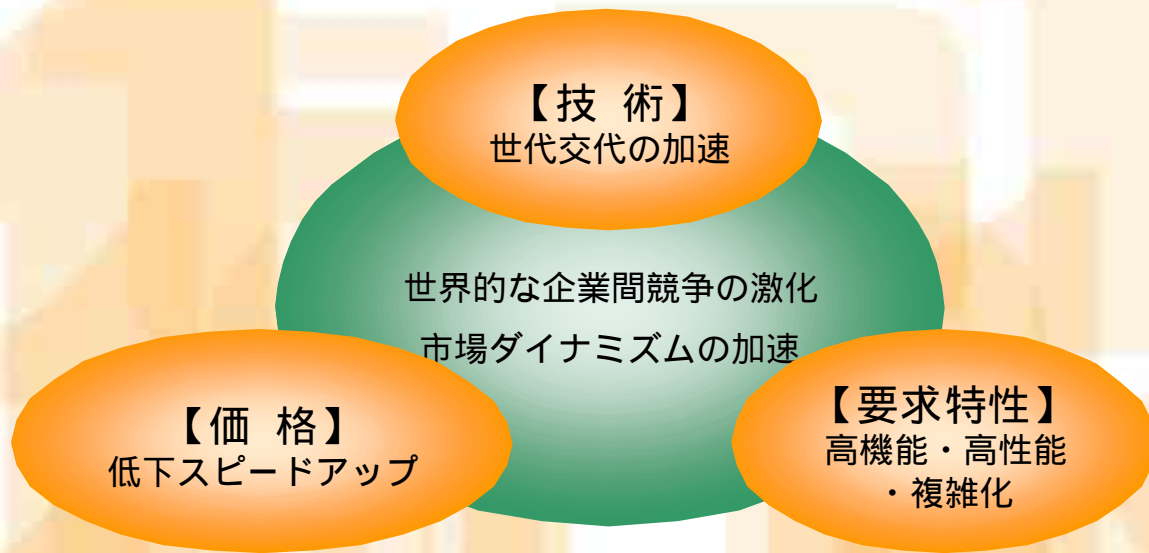 【技 術】
世代交代の加速
世界的な企業間競争の激化
市場ダイナミズムの加速
【価 格】
低下スピードアップ
【要求特性】
高機能・高性能
・複雑化